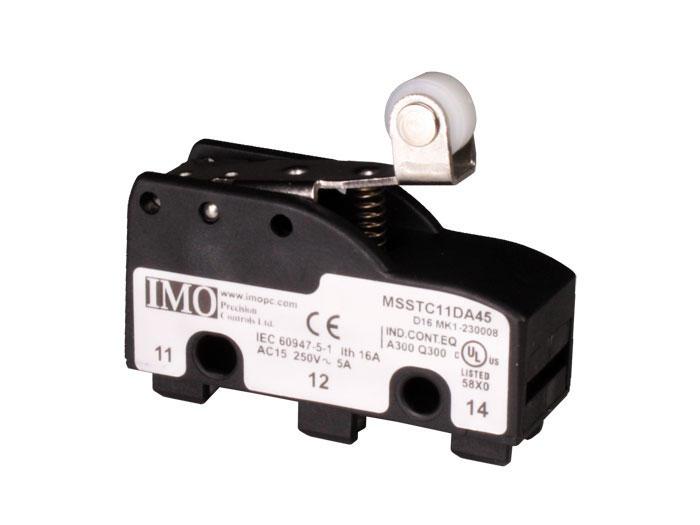 IMO
www.imopc.com
Precision
Controls Ltd.
CE
IEC 60947-5-1 Ith 16A
AC15 250V~ 5A
11
12
MSSTC11DA45
D16 MK1-230008
IND.CONT.EQ
A300 Q300
C UL US
LISTED
58X0
14